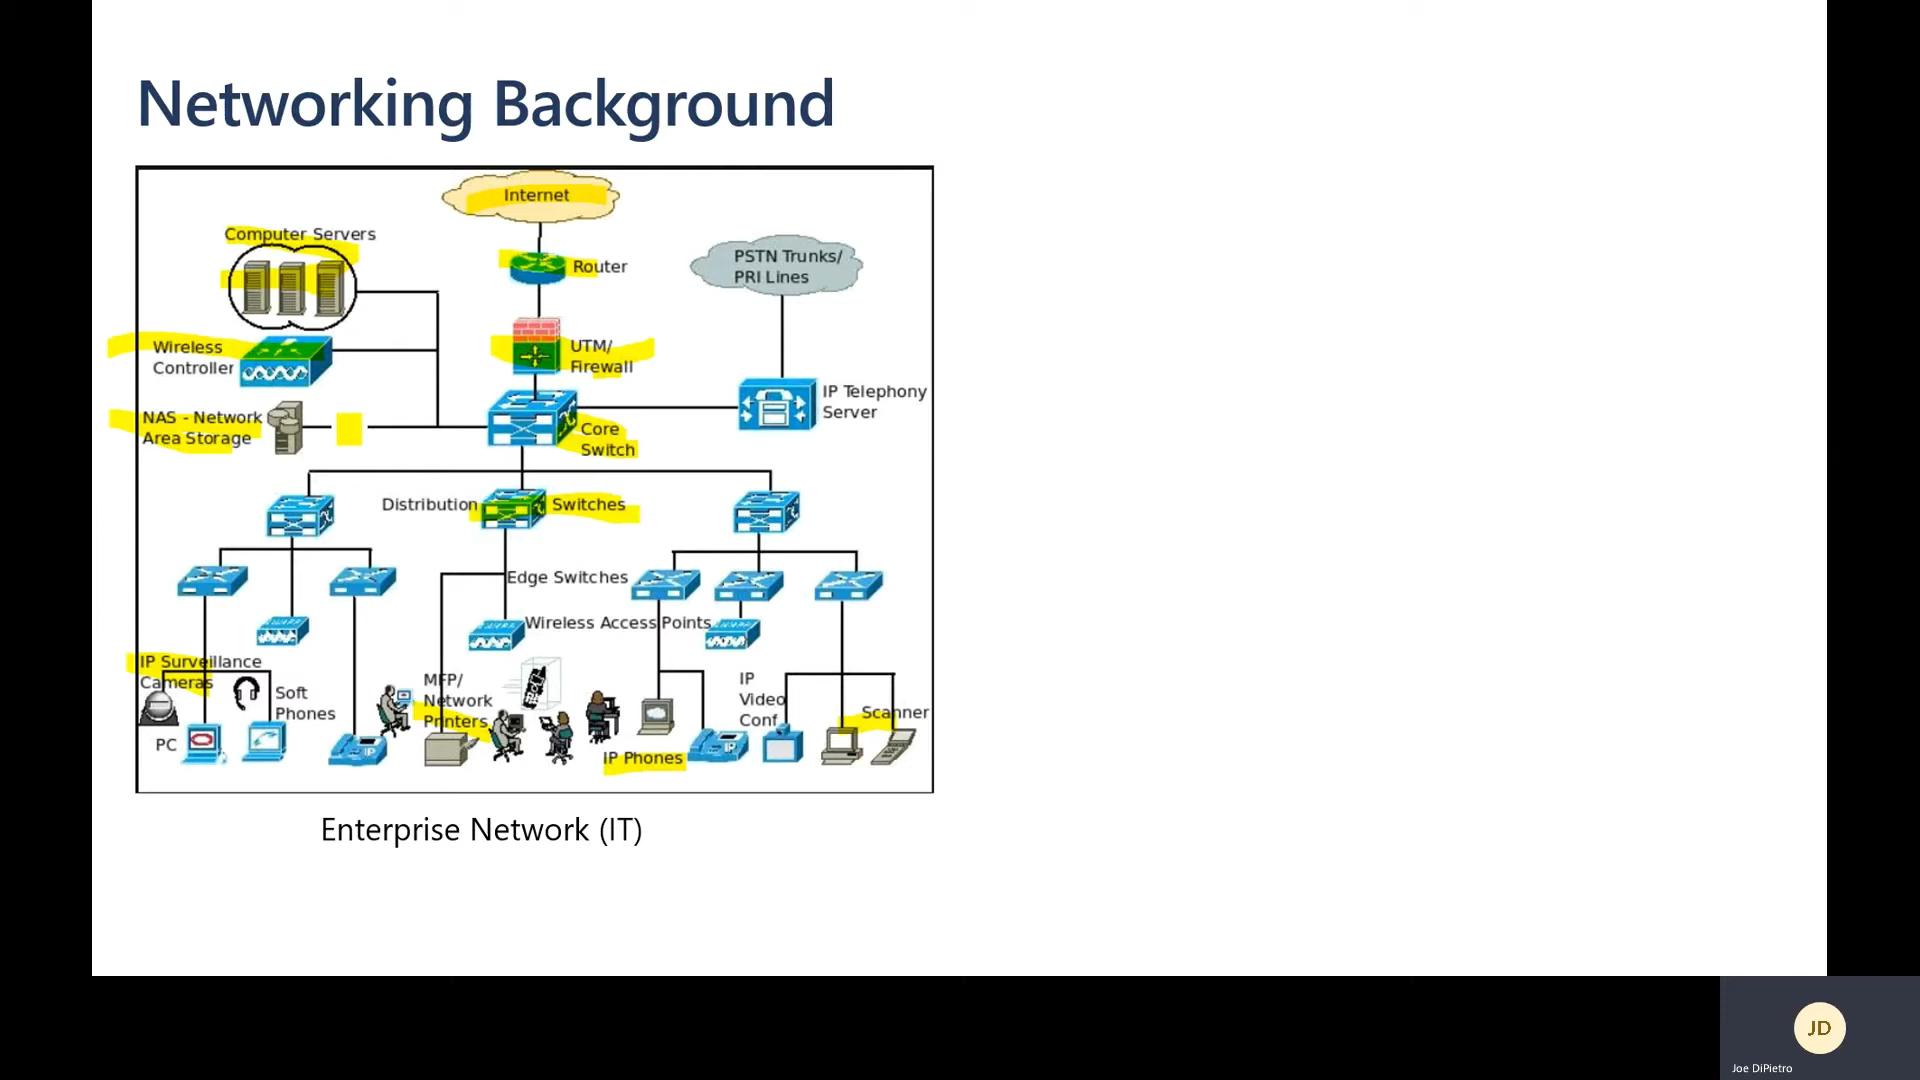 Networking Background
Internet
Computer Servers
Router
PSTN Trunks/
PRI Lines
Wireless
Controller
UTM/
Firewall
IP Telephony
Server
NAS - Network
Area Storage
Core
Switch
Distribution
Switches
Edge Switches
Wireless Access Points
IP Surveillance
Cameras
Soft
Phones
MFP/
Network
Printers
IP
Video
Conf
Scanner
PC
IP
IP Phones
IP
Enterprise Network (IT)
JD
Joe DiPietro